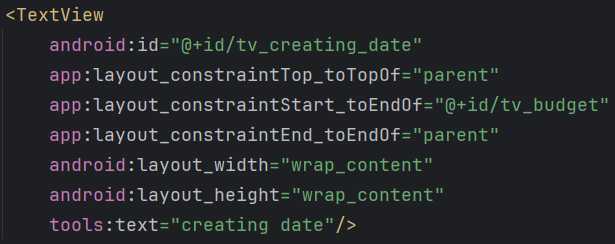 <TextView
android:id="@+id/tv_creating_date"
app:layout_constraintTop_toTopOf="parent"
app:layout_constraintStart_toEndOf="@+id/tv_budget"
app:layout_constraintEnd_toEndOf="parent"
android:layout_width="wrap_content"
android:layout_height="wrap_content"
tools:text="creating date"/>